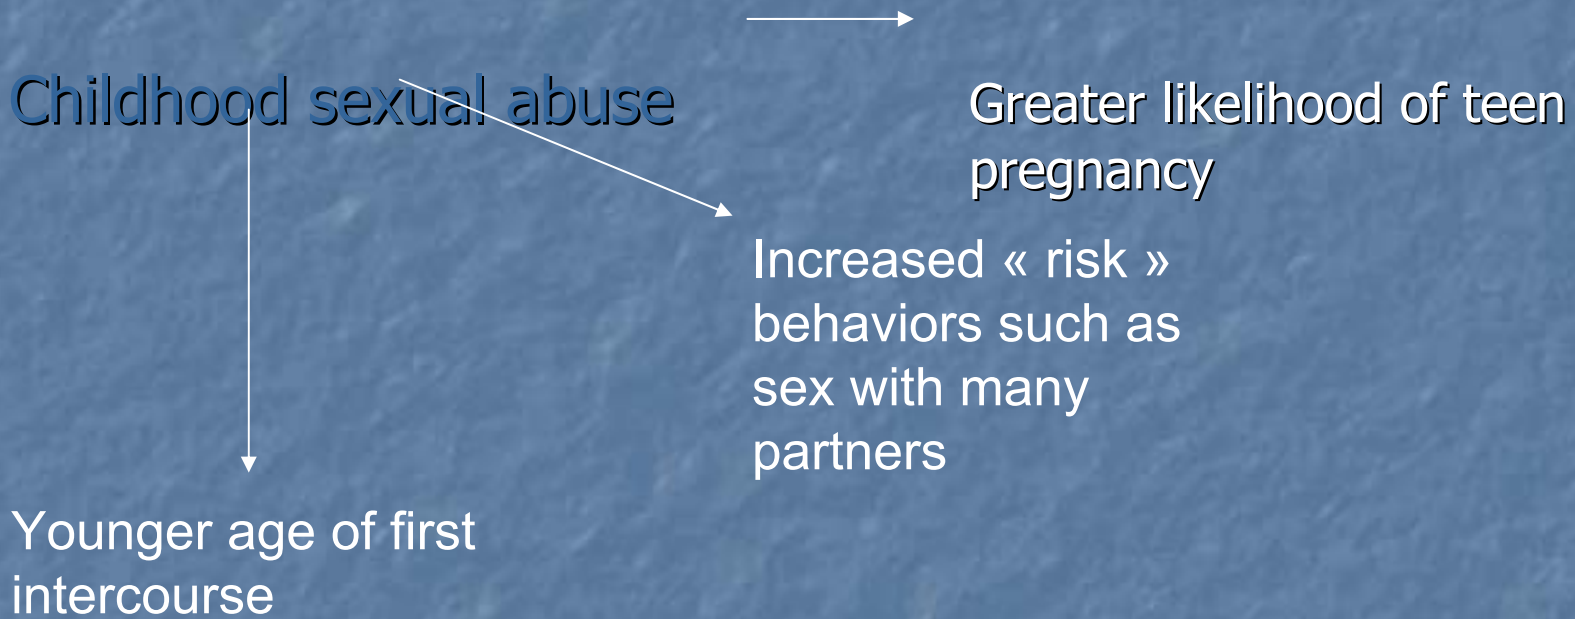 Childhood sexual abuse
Greater likelihood of teen
pregnancy
Increased « risk »
behaviors such as
sex with many
partners
Younger age of first
intercourse